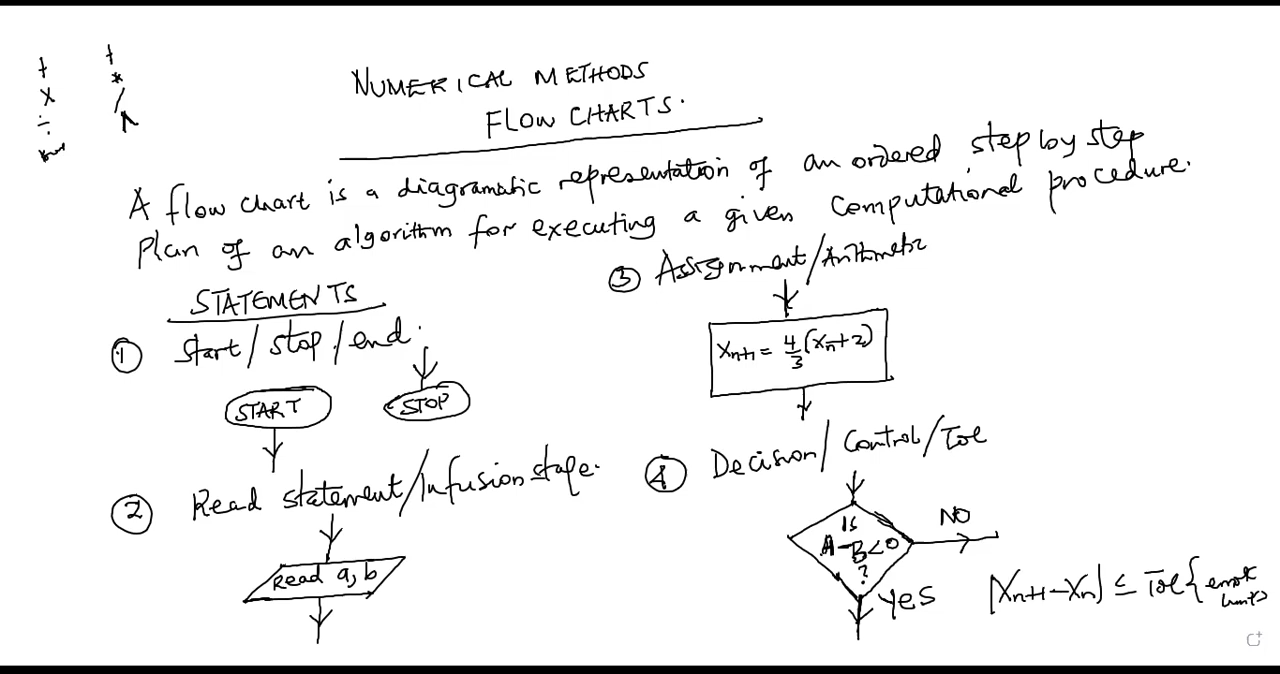 + +
× *
÷ /
^
NUMERICAL METHODS
FLOW CHARTS.
A flow chart is a diagramatic representation of an ordered step by step
Plan of an algorithm for executing a given computational procedure.
STATEMENTS
① Start/stop/end.
START
STOP
② Read statement/Infusion stage.
Read a, b
③ Assignment/Arithmetic
Xn+1 = 4/3 (Xn+2)
④ Decision/Control/Tol
Is
A-B<0
?
NO
Yes
|Xn+1 - Xn| ≤ Tol {error
limits